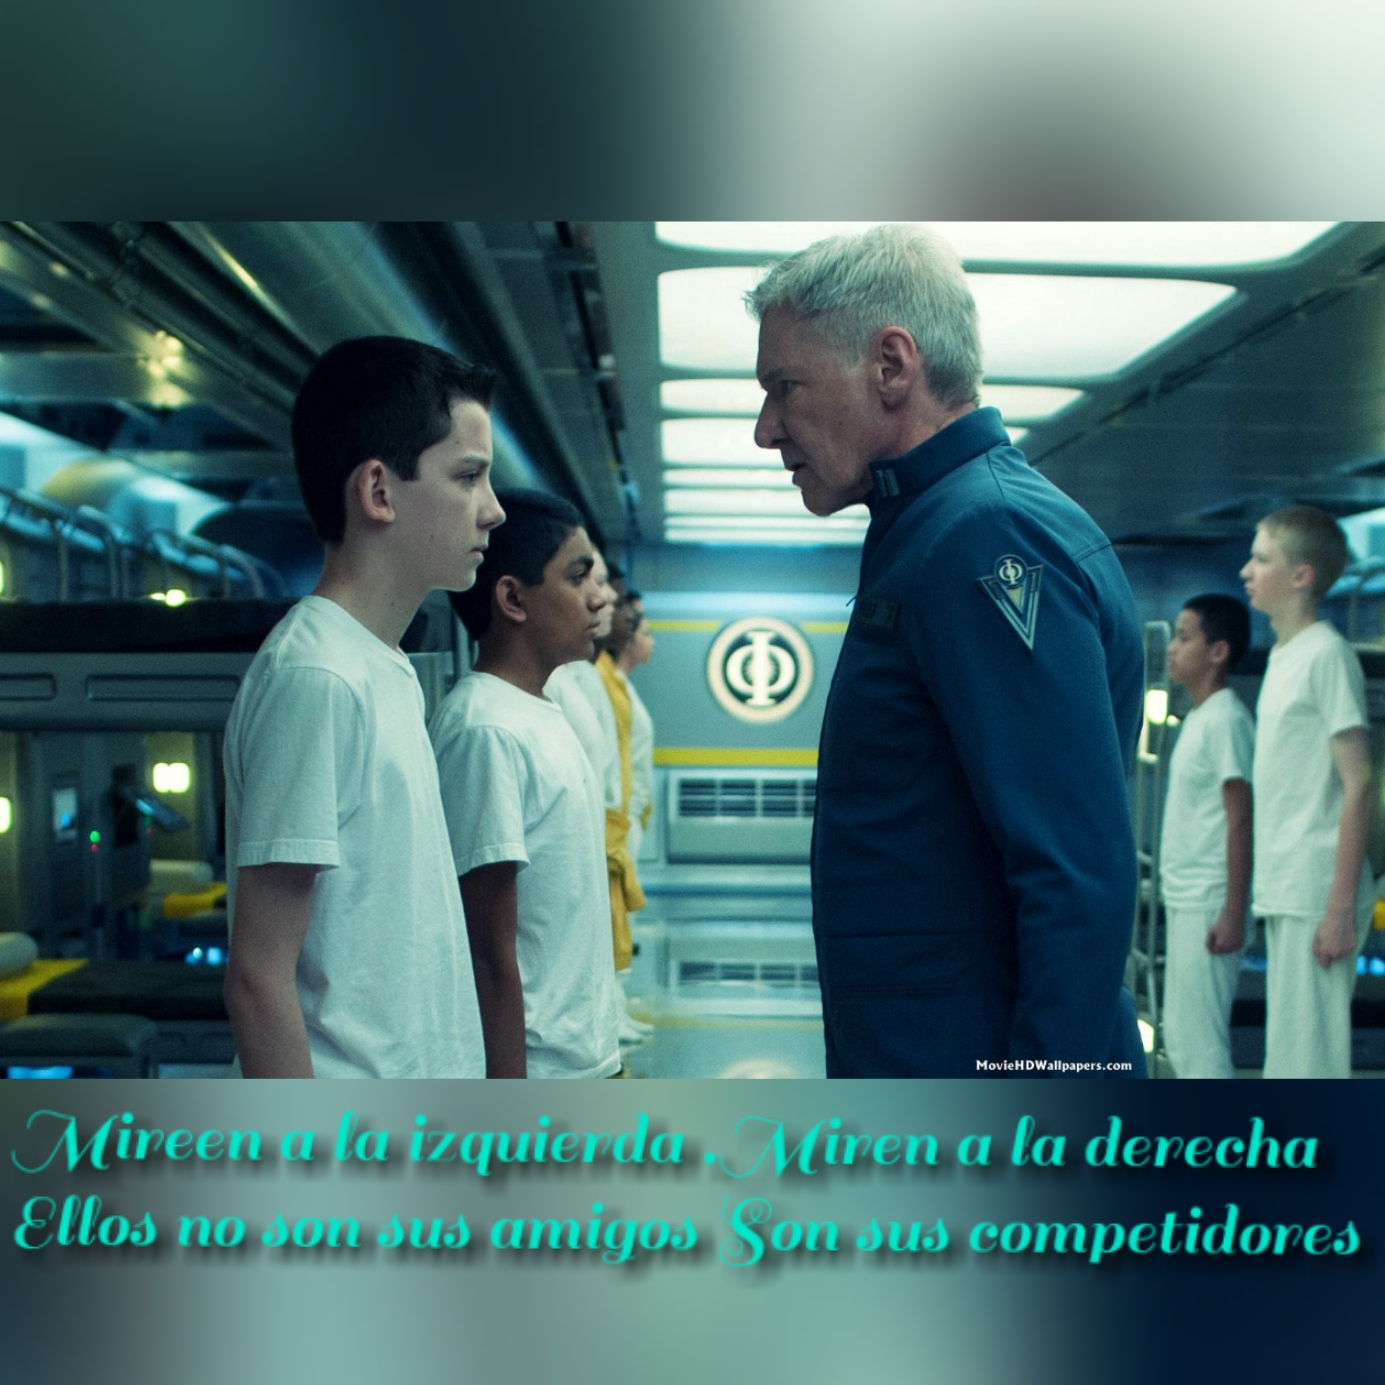 MovieHDWallpapers.com
Mireen a la izquierda .Miren a la derecha
Ellos no son sus amigos Son sus competidores